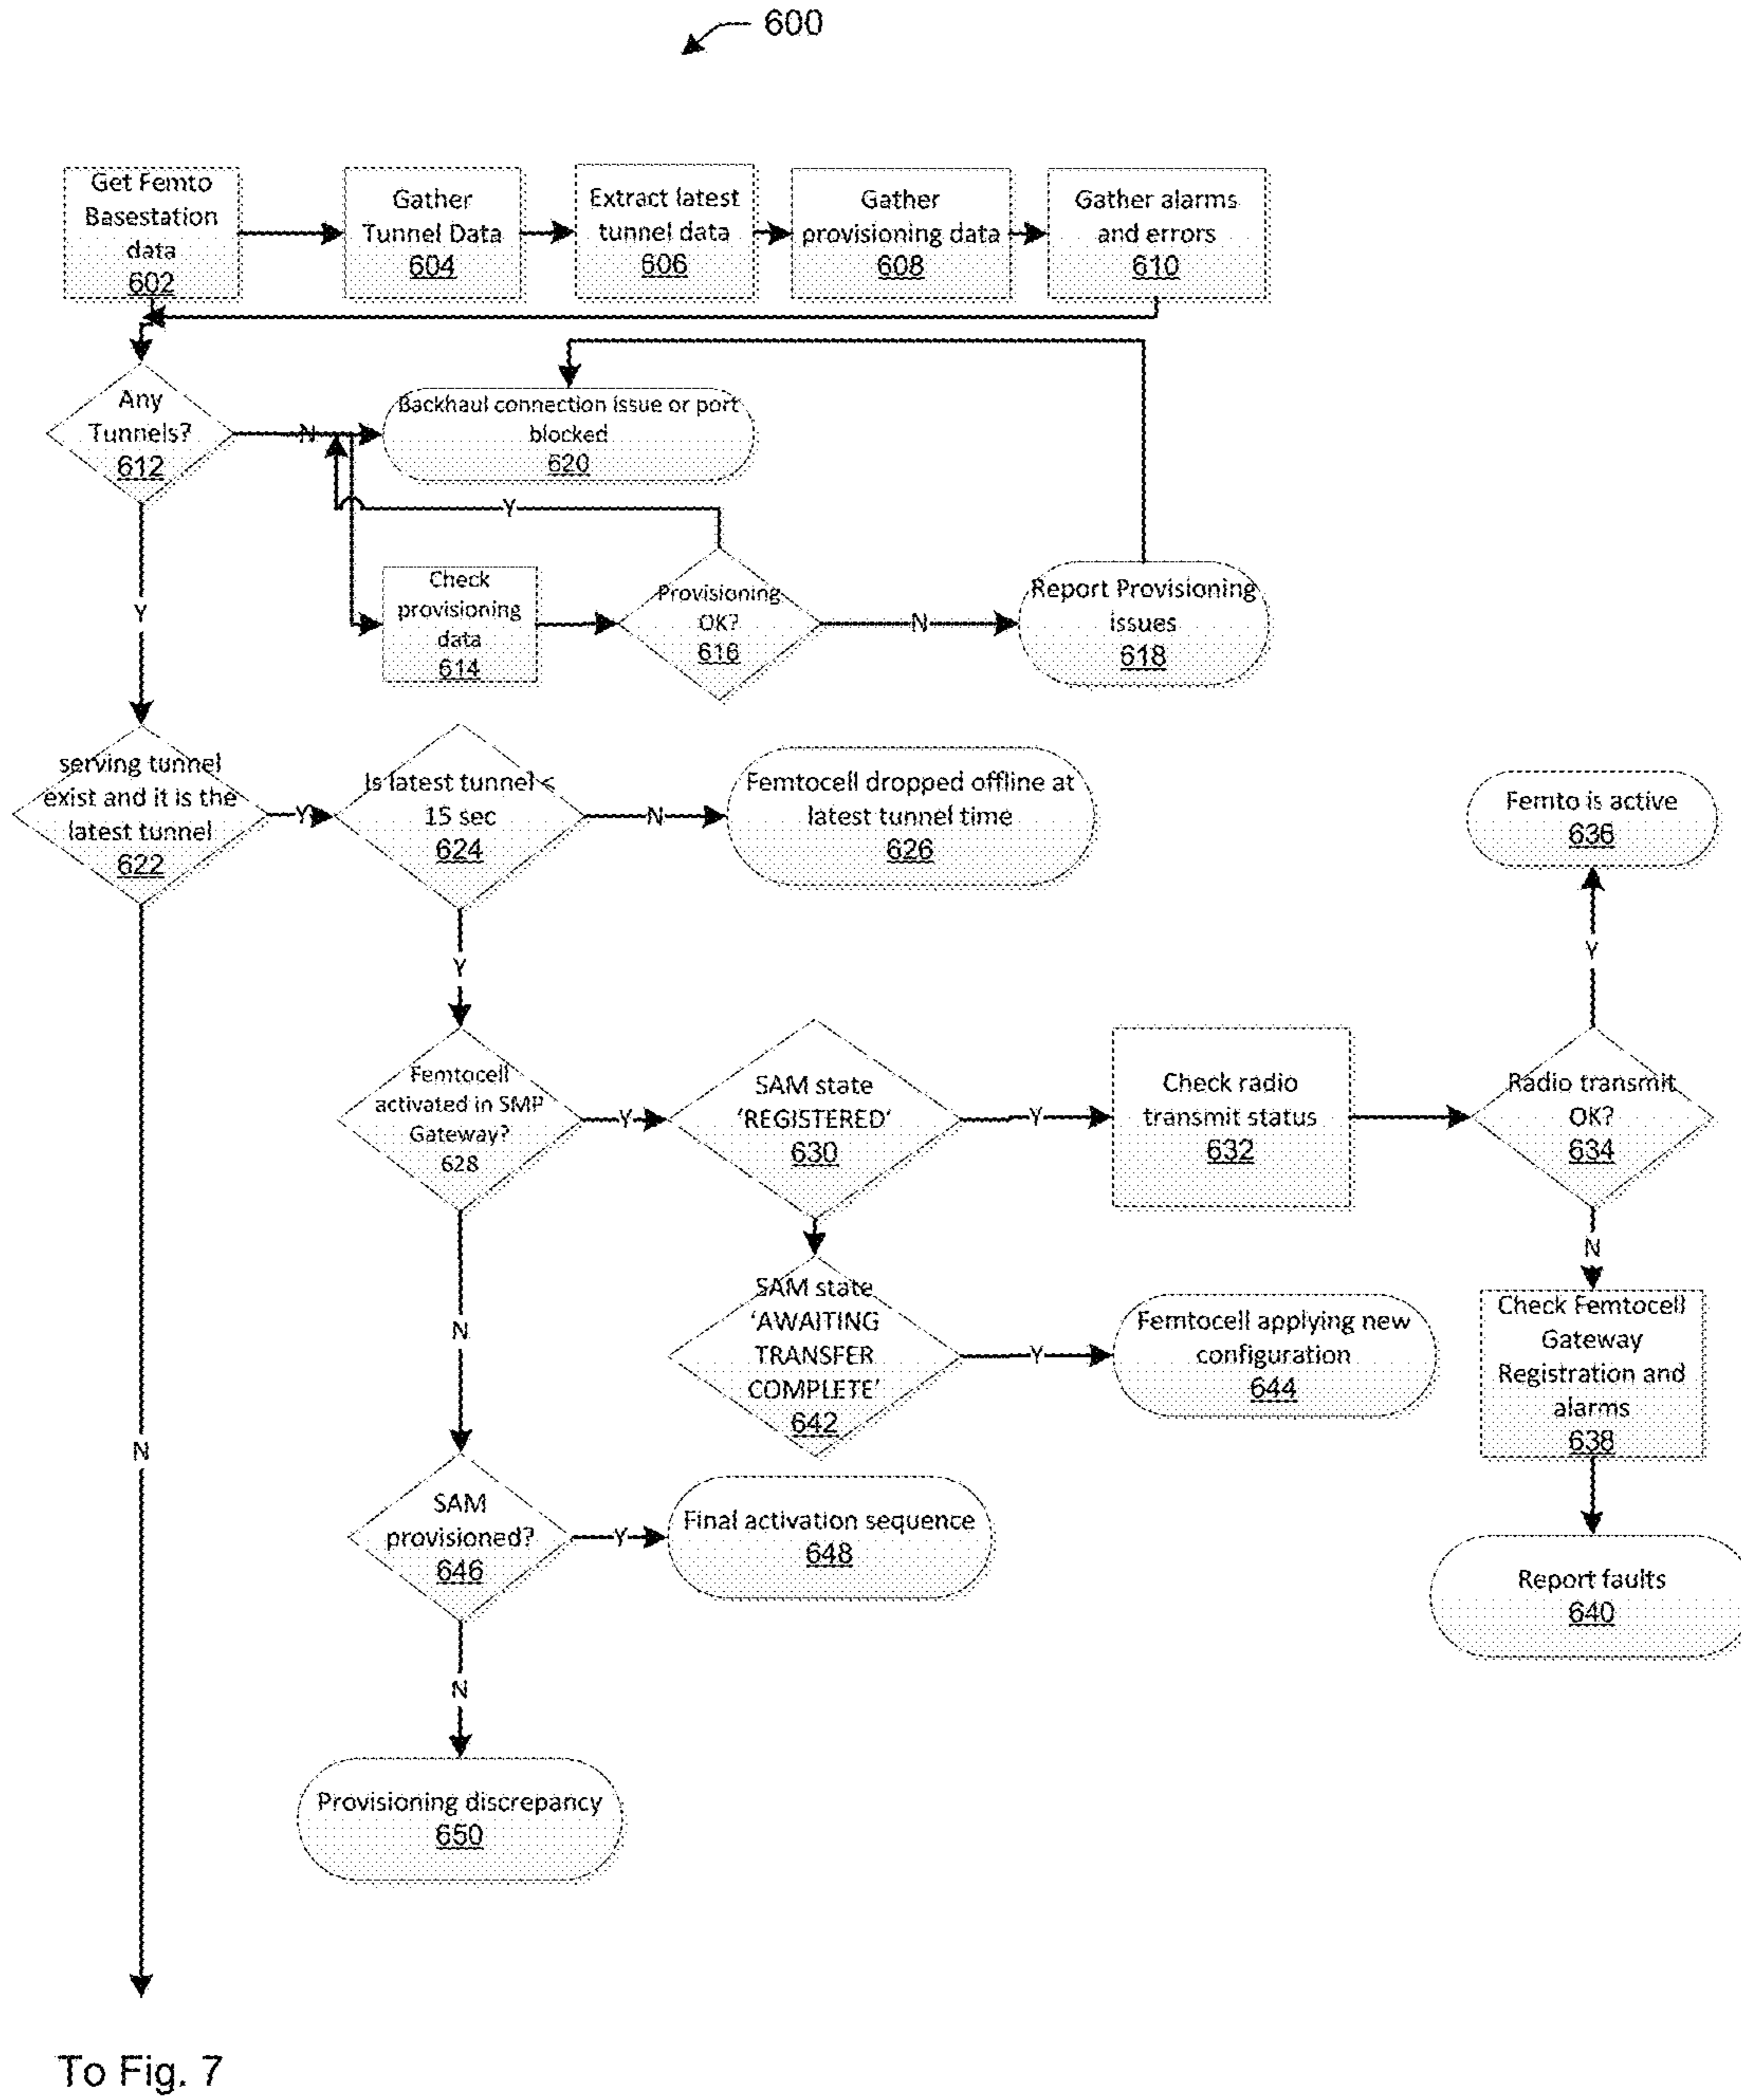 600
Get Femto
Basestation
data
602
Gather
Tunnel Data
604
Extract latest
tunnel data
606
Gather
provisioning data
608
Gather alarms
and errors
610
Any
Tunnels?
612
N
Backhaul connection issue or port
blocked
620
Y
Check
provisioning
data
614
Provisioning
OK?
616
N
Report Provisioning
issues
618
Y
serving tunnel
exist and it is the
latest tunnel
622
Y
Is latest tunnel <
15 sec
624
N
Femtocell dropped offline at
latest tunnel time
626
Femto is active
636
Y
Y
Femtocell
activated in SMP
Gateway?
628
Y
SAM state
‘REGISTERED‘
630
Y
Check radio
transmit status
632
Radio transmit
OK?
634
N
N
SAM state
‘AWAITING
TRANSFER
COMPLETE’
642
Y
Femtocell applying new
configuration
644
Check Femtocell
Gateway
Registration and
alarms
638
N
SAM
provisioned?
646
Y
Final activation sequence
648
Report faults
640
N
Provisioning discrepancy
650
To Fig. 7